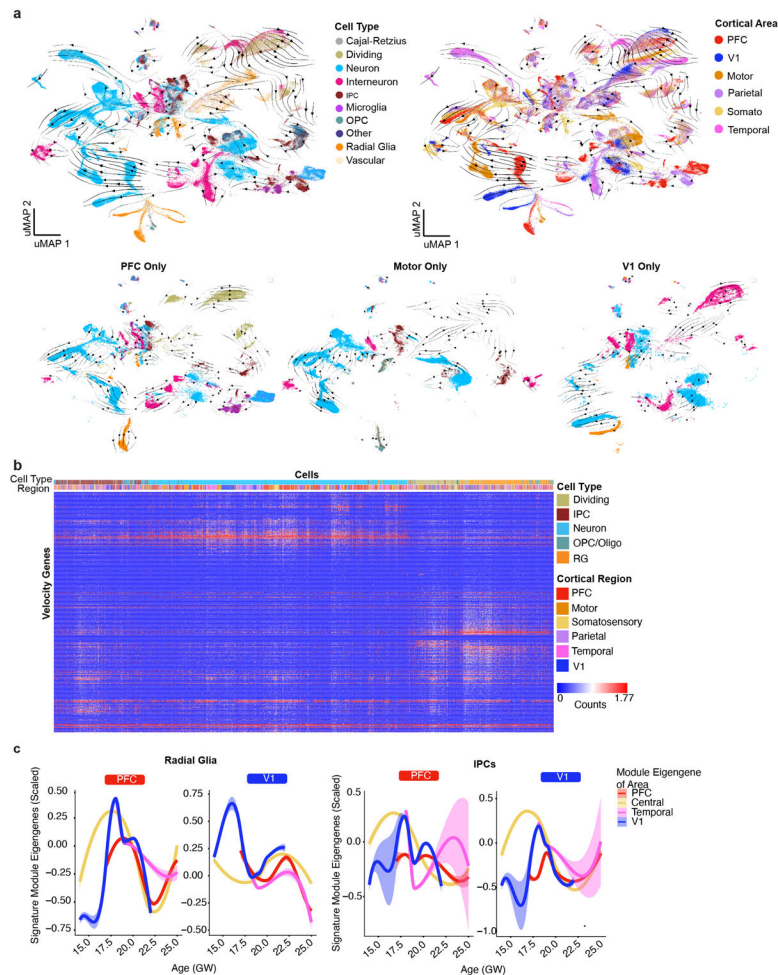 a
Cell Type
Cajal-Retzius
Dividing
Neuron
Interneuron
IPC
Microglia
OPC
Other
Radial Glia
Vascular
uMAP 2
uMAP 1
Cortical Area
PFC
V1
Motor
Parietal
Somato
Temporal
uMAP 2
uMAP 1
PFC Only
Motor Only
V1 Only
b
Cells
Cell Type
Region
Velocity Genes
Cell Type
Dividing
IPC
Neuron
OPC/Oligo
RG
Cortical Region
PFC
Motor
Somatosensory
Parietal
Temporal
V1
0
1.77
Counts
c
Radial Glia
PFC
V1
Signature Module Eigengenes (Scaled)
0.50
0.25
0.00
-0.25
-0.50
-0.75
15.0
17.5
20.0
22.5
25.0
0.75
0.50
0.25
0.00
-0.25
-0.50
15.0
17.5
20.0
22.5
25.0
Age (GW)
IPCs
PFC
V1
Signature Module Eigengenes (Scaled)
0.5
0.25
-0.25
-0.5
15.0
17.5
20.0
22.5
25.0
0.5
0.0
-0.5
-1.0
15.0
17.5
20.0
22.5
25.0
Age (GW)
Module Eigengene
of Area
PFC
Central
Temporal
V1